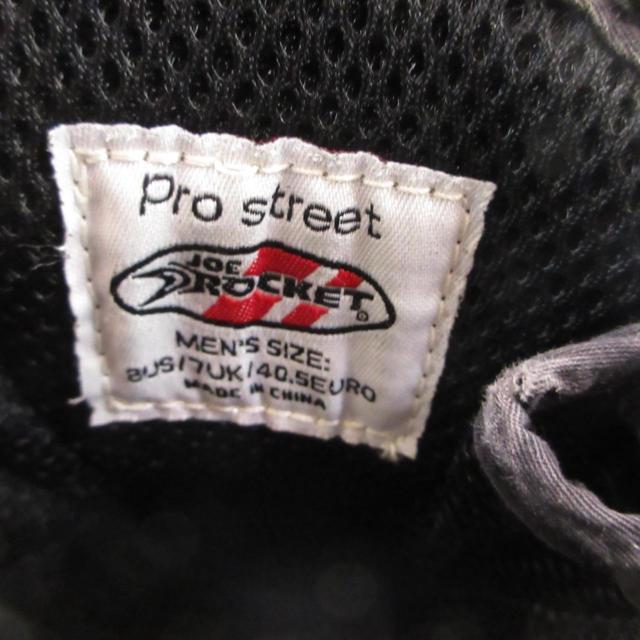 pro street
JOE
ROCKET®
MEN'S SIZE:
8US/7UK/40.5EURO
MADE IN CHINA